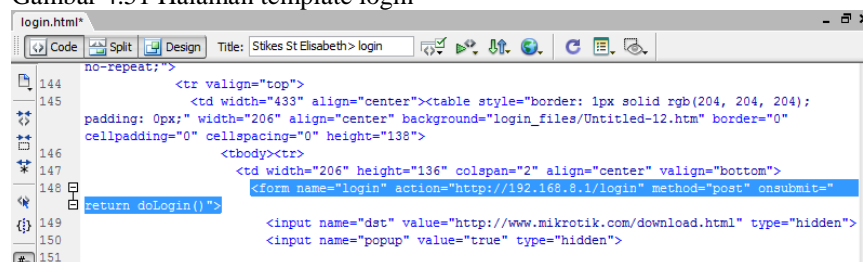 Gambar 4.31 Halaman template login
login.html*
Code Split Design Title: Stikes St Elisabeth> login
no-repeat;">
144 <tr valign="top">
145 <td width="433" align="center"><table style="border: 1px solid rgb(204, 204, 204);
padding: 0px;" width="206" align="center" background="login_files/Untitled-12.htm" border="0"
cellpadding="0" cellspacing="0" height="138">
146 <tbody><tr>
147 <td width="206" height="136" colspan="2" align="center" valign="bottom">
148 <form name="login" action="http://192.168.8.1/login" method="post" onsubmit="
return doLogin()">
149 <input name="dst" value="http://www.mikrotik.com/download.html" type="hidden">
150 <input name="popup" value="true" type="hidden">
151